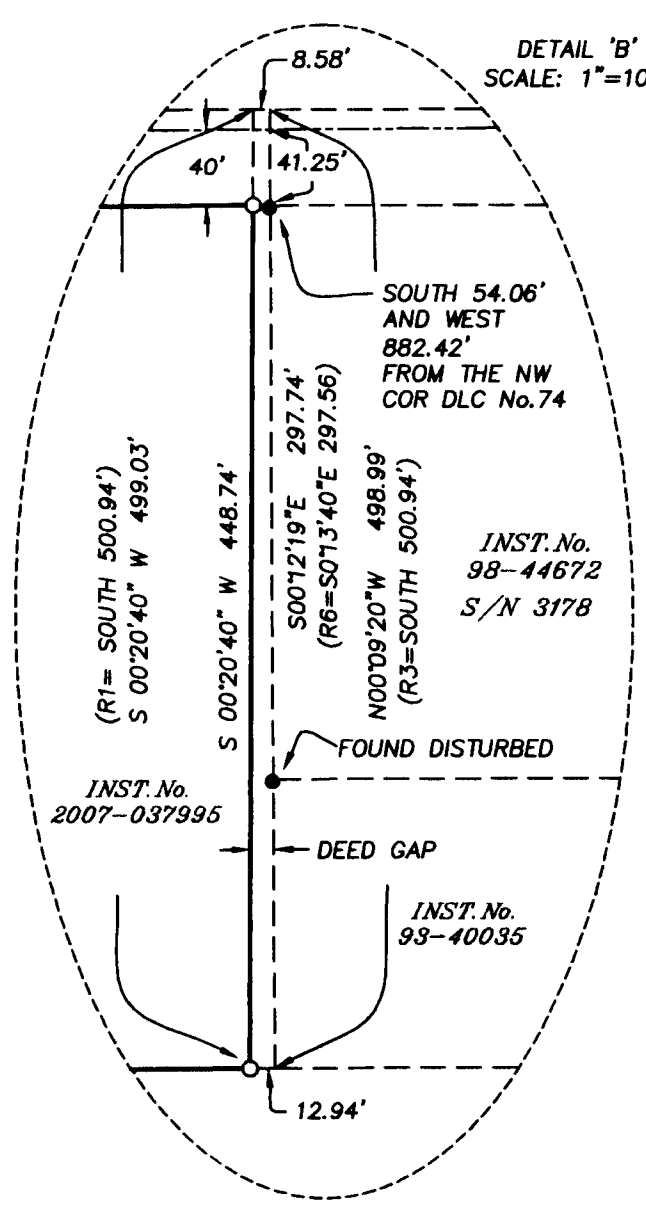 DETAIL 'B'
SCALE: 1"=10
8.58'
40'
41.25'
SOUTH 54.06'
AND WEST
882.42'
FROM THE NW
COR DLC No.74
(R1= SOUTH 500.94')
S 00°20'40" W 499.03'
S 00°20'40" W 448.74'
S00°12'19"E 297.74'
(R6=S0°13'40"E 297.56)
N00°09'20"W 498.99'
(R3=SOUTH 500.94')
INST. No.
98-44672
S/N 3178
FOUND DISTURBED
INST. No.
2007-037995
DEED GAP
INST. No.
93-40035
12.94'